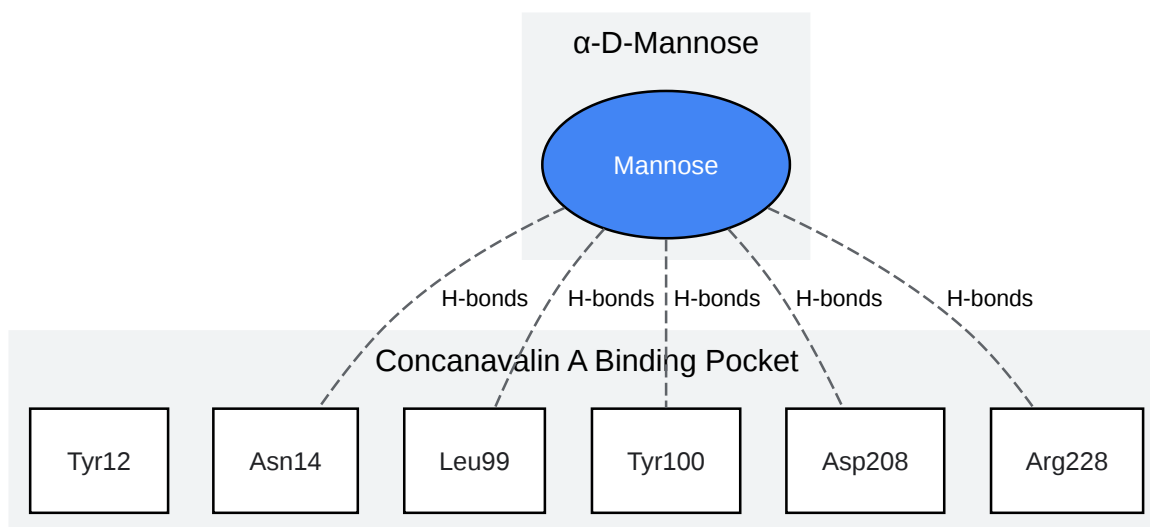 α-D-Mannose
Mannose
H-bonds H-bonds H-bonds H-bonds H-bonds
Concanavalin A Binding Pocket
Tyr12 Asn14 Leu99 Tyr100 Asp208 Arg228